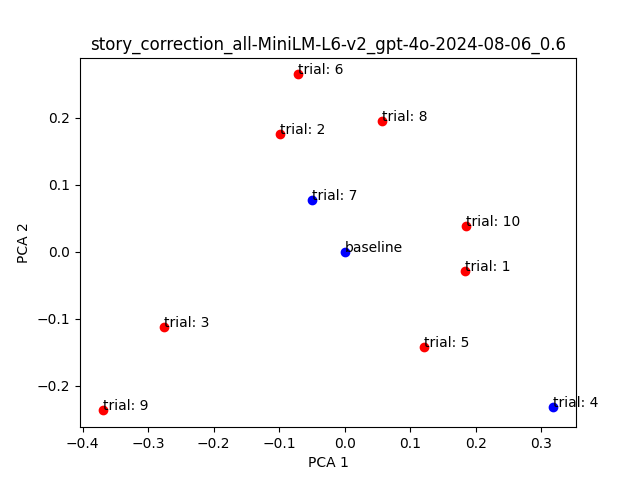 story_correction_all-MiniLM-L6-v2_gpt-4o-2024-08-06_0.6
trial: 6
trial: 8
trial: 2
trial: 7
trial: 10
baseline
trial: 1
trial: 3
trial: 5
trial: 9
trial: 4
PCA 2
0.2
0.1
0.0
−0.1
−0.2
−0.4
−0.3
−0.2
−0.1
0.0
0.1
0.2
0.3
PCA 1